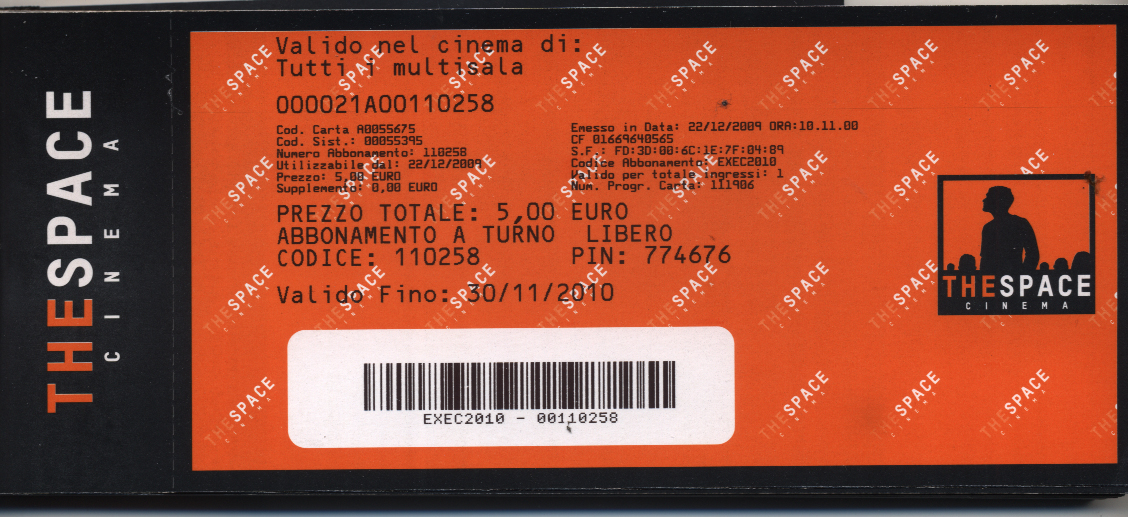 THESPACE
CINEMA
Valido nel cinema di:
Tutti i multisala
000021A00110258
Cod. Carta A0055675
Cod. Sist.: 00055395
Numero Abbonamento: 110258
Utilizzabile dal: 22/12/2009
Prezzo: 5,00 EURO
Supplemento: 0,00 EURO
Emesso in Data: 22/12/2009 ORA:10.11.00
CF 01669640565
S.F.: FD:3D:00:6C:1E:7F:04:89
Codice Abbonamento: EXEC2010
Valido per totale ingressi: 1
Num. Progr. Carta: 111906
PREZZO TOTALE: 5,00 EURO
ABBONAMENTO A TURNO LIBERO
CODICE: 110258 PIN: 774676
Valido Fino: 30/11/2010
EXEC2010 - 00110258
THESPACE
CINEMA